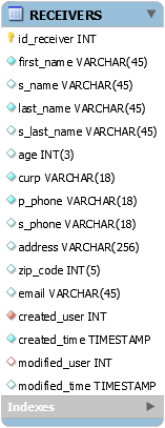 RECEIVERS
id_receiver INT
first_name VARCHAR(45)
s_name VARCHAR(45)
last_name VARCHAR(45)
s_last_name VARCHAR(45)
age INT(3)
curp VARCHAR(18)
p_phone VARCHAR(18)
s_phone VARCHAR(18)
address VARCHAR(256)
zip_code INT(5)
email VARCHAR(45)
created_user INT
created_time TIMESTAMP
modified_user INT
modified_time TIMESTAMP
Indexes